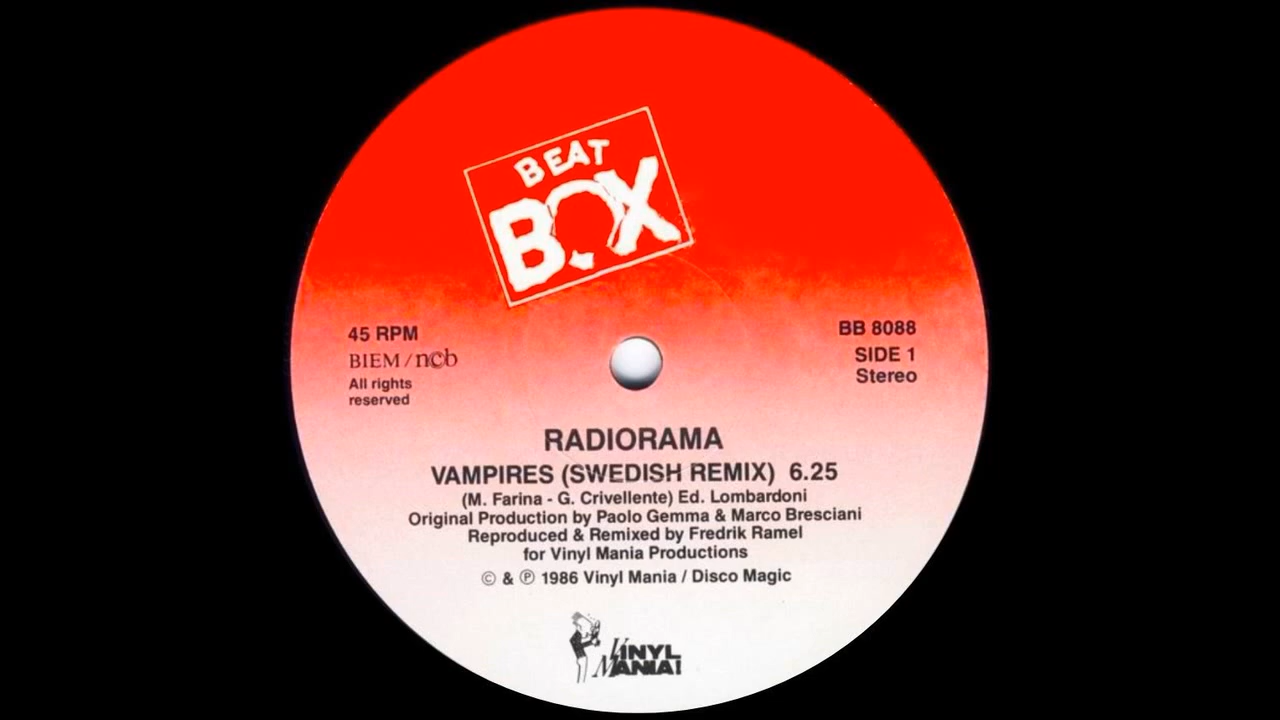 BEAT
BOX
45 RPM
BIEM/ncb
All rights
reserved
BB 8088
SIDE 1
Stereo
RADIORAMA
VAMPIRES (SWEDISH REMIX) 6.25
(M. Farina - G. Crivellente) Ed. Lombardoni
Original Production by Paolo Gemma & Marco Bresciani
Reproduced & Remixed by Fredrik Ramel
for Vinyl Mania Productions
© & ℗ 1986 Vinyl Mania / Disco Magic
VINYL
MANIA!